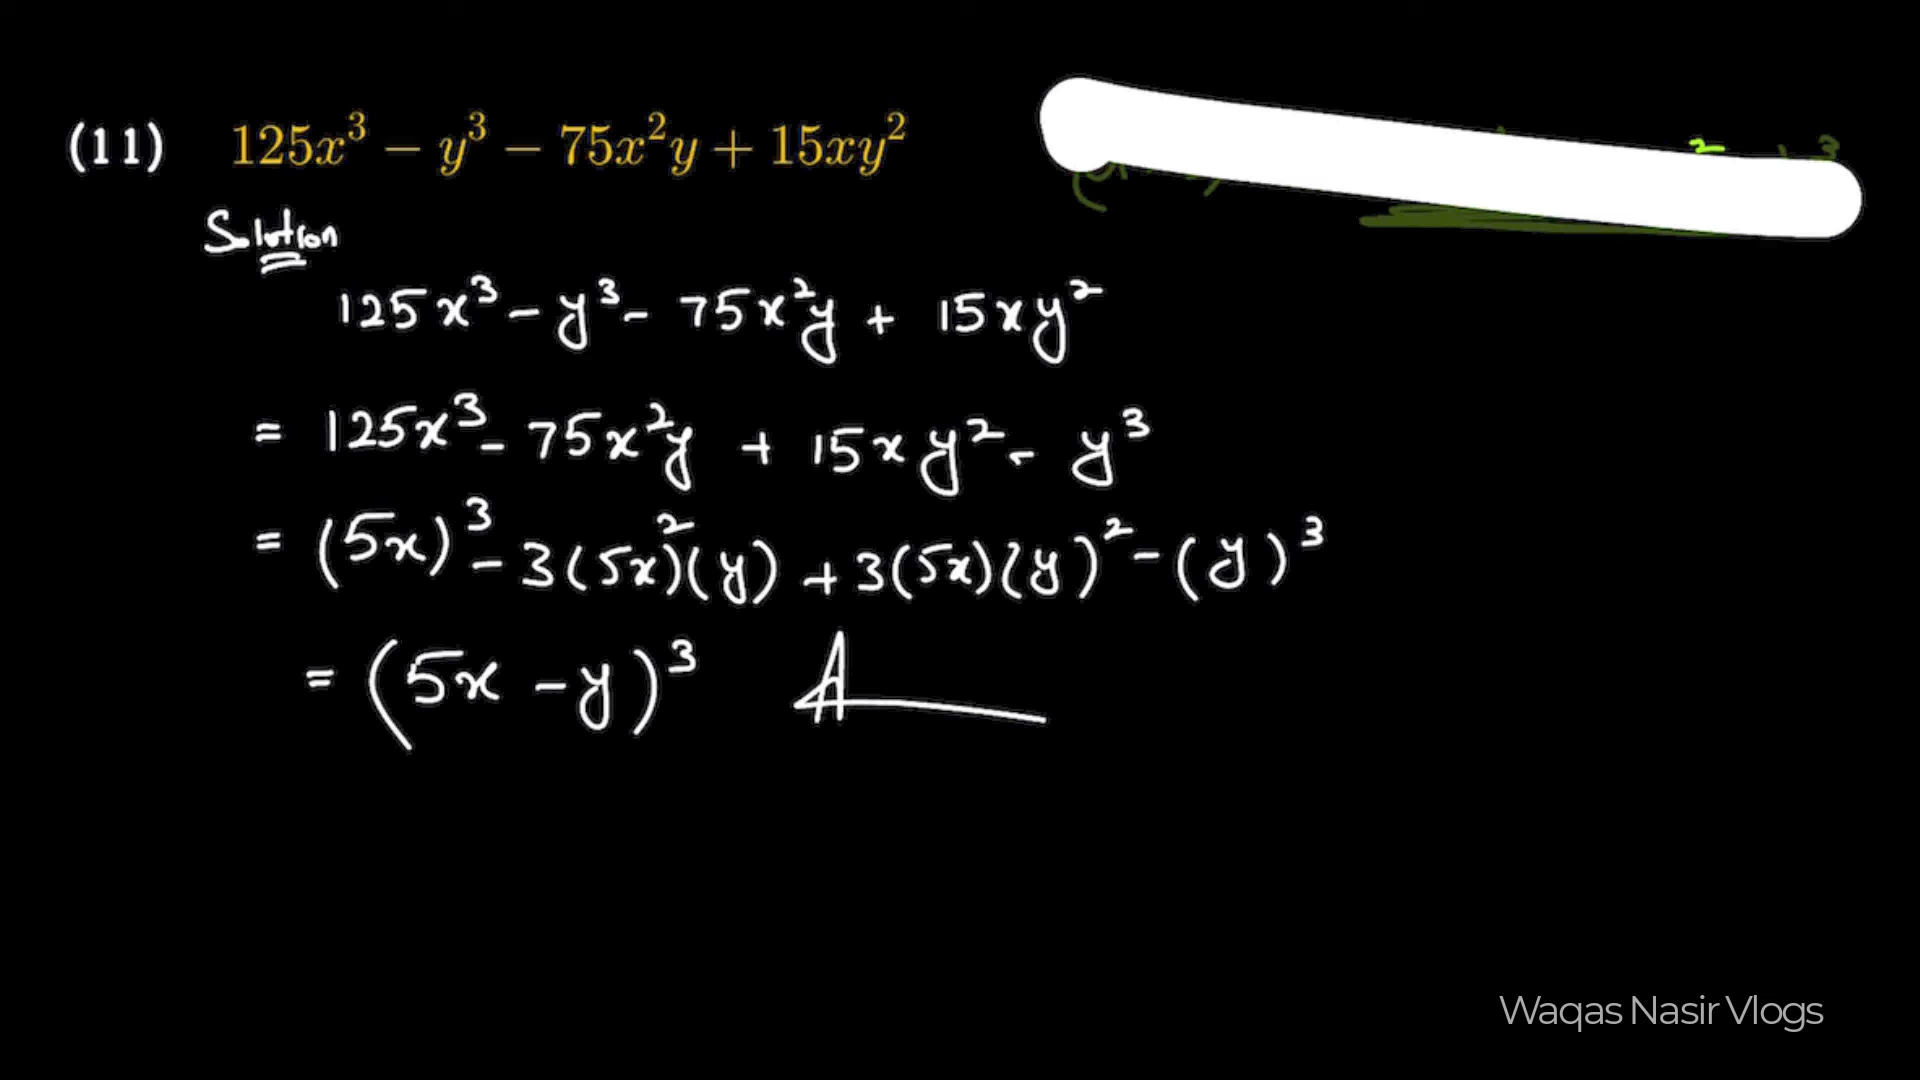 (11) 125x³ − y³ − 75x²y + 15xy²
Solution
125x³ - y³ - 75x²y + 15xy²
= 125x³ - 75x²y + 15xy² - y³
= (5x)³ - 3(5x)²(y) + 3(5x)(y)² - (y)³
= (5x - y)³ A
Waqas Nasir Vlogs